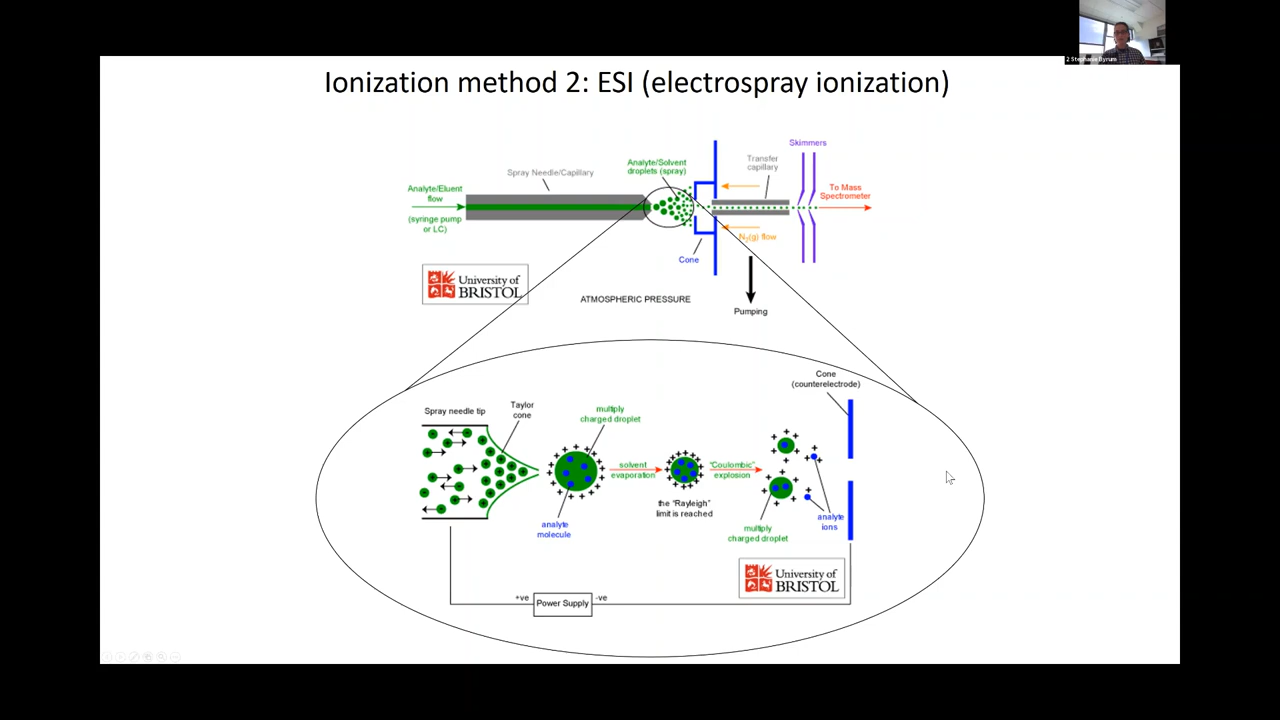 2 Stephanie Byrum
Ionization method 2: ESI (electrospray ionization)
Skimmers
Analyte/Solvent
droplets (spray)
Transfer
capillary
Spray Needle/Capillary
Analyte/Eluent
flow
To Mass
Spectrometer
(syringe pump
or LC)
N₂(g) flow
Cone
University of
BRISTOL
ATMOSPHERIC PRESSURE
Pumping
Cone
(counterelectrode)
Spray needle tip
Taylor
cone
multiply
charged droplet
solvent
evaporation
"Coulombic"
explosion
the "Rayleigh"
limit is reached
analyte
molecule
analyte
ions
multiply
charged droplet
University of
BRISTOL
+ve
Power Supply
-ve